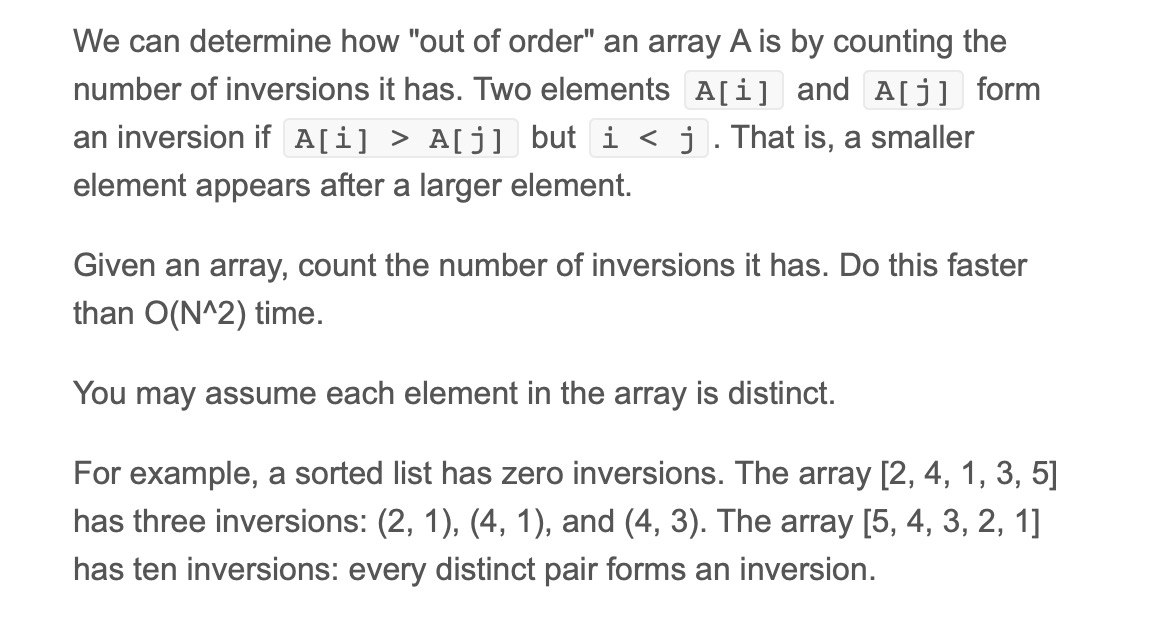 We can determine how "out of order" an array A is by counting the
number of inversions it has. Two elements A[i] and A[j] form
an inversion if A[i] > A[j] but i < j. That is, a smaller
element appears after a larger element.
Given an array, count the number of inversions it has. Do this faster
than O(N^2) time.
You may assume each element in the array is distinct.
For example, a sorted list has zero inversions. The array [2, 4, 1, 3, 5]
has three inversions: (2, 1), (4, 1), and (4, 3). The array [5, 4, 3, 2, 1]
has ten inversions: every distinct pair forms an inversion.